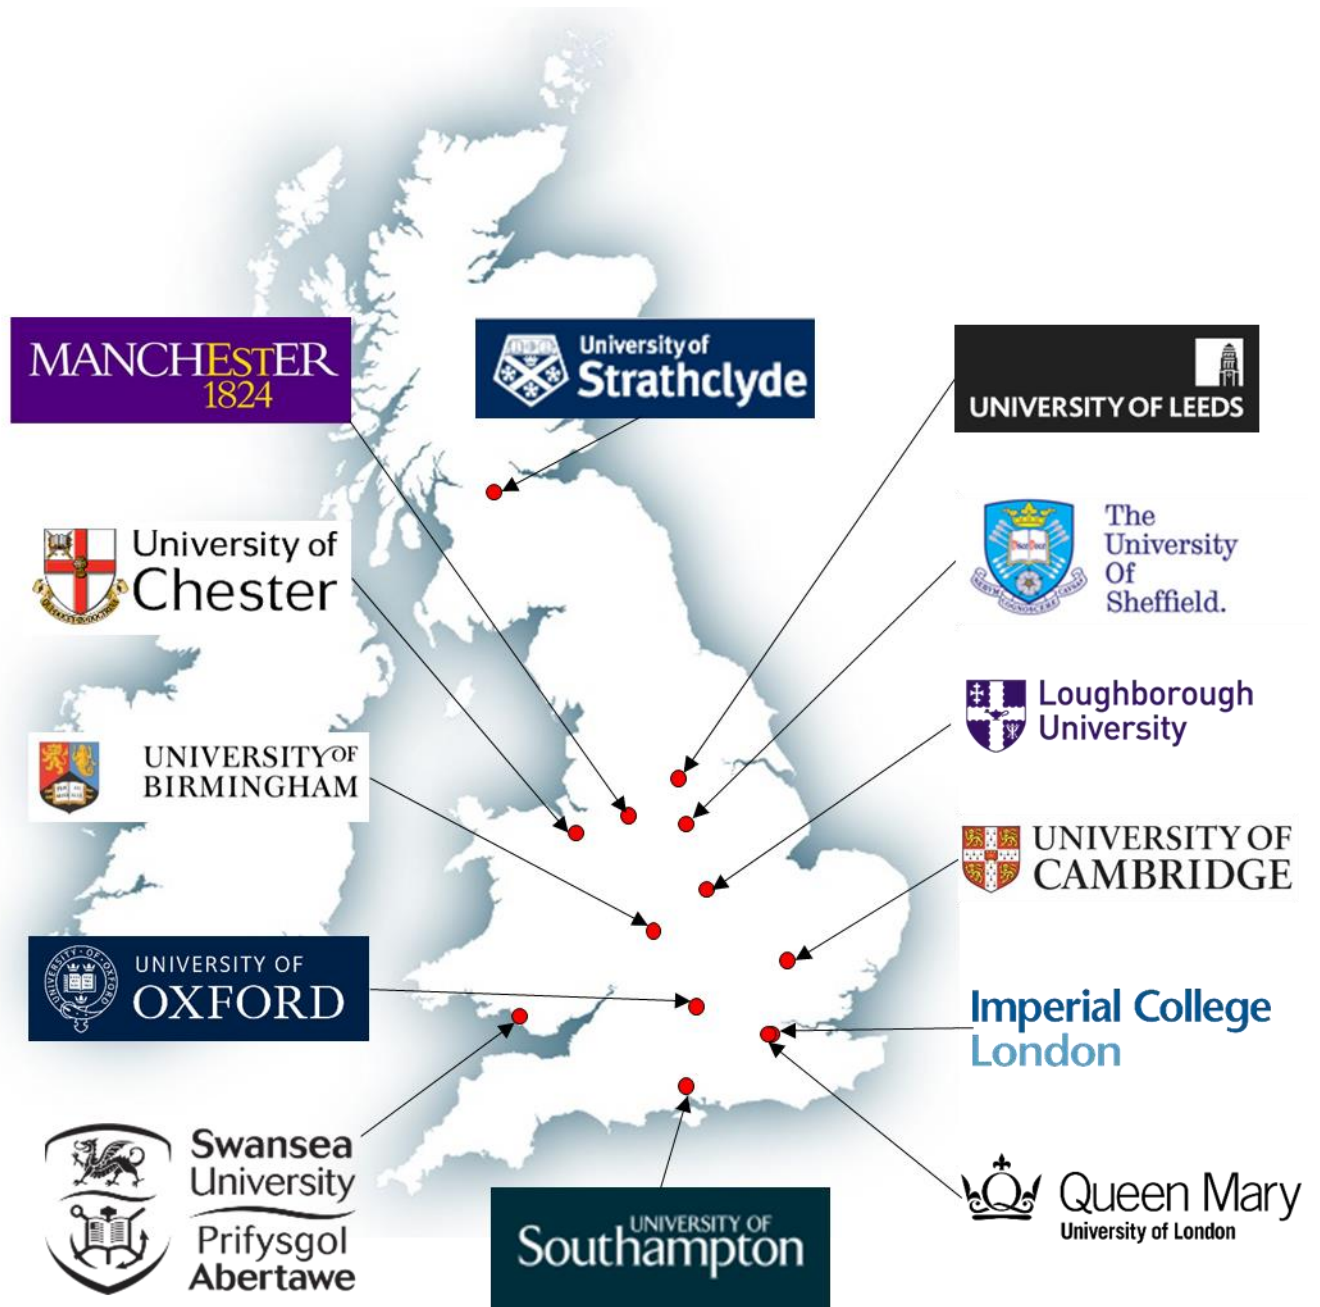 MANCHEstER
1824
University of
Strathclyde
UNIVERSITY OF LEEDS
University of
Chester
The
University
Of
Sheffield.
Loughborough
University
UNIVERSITY OF
BIRMINGHAM
UNIVERSITY OF
CAMBRIDGE
UNIVERSITY OF
OXFORD
Imperial College
London
Swansea
University
Prifysgol
Abertawe
UNIVERSITY OF
Southampton
Queen Mary
University of London